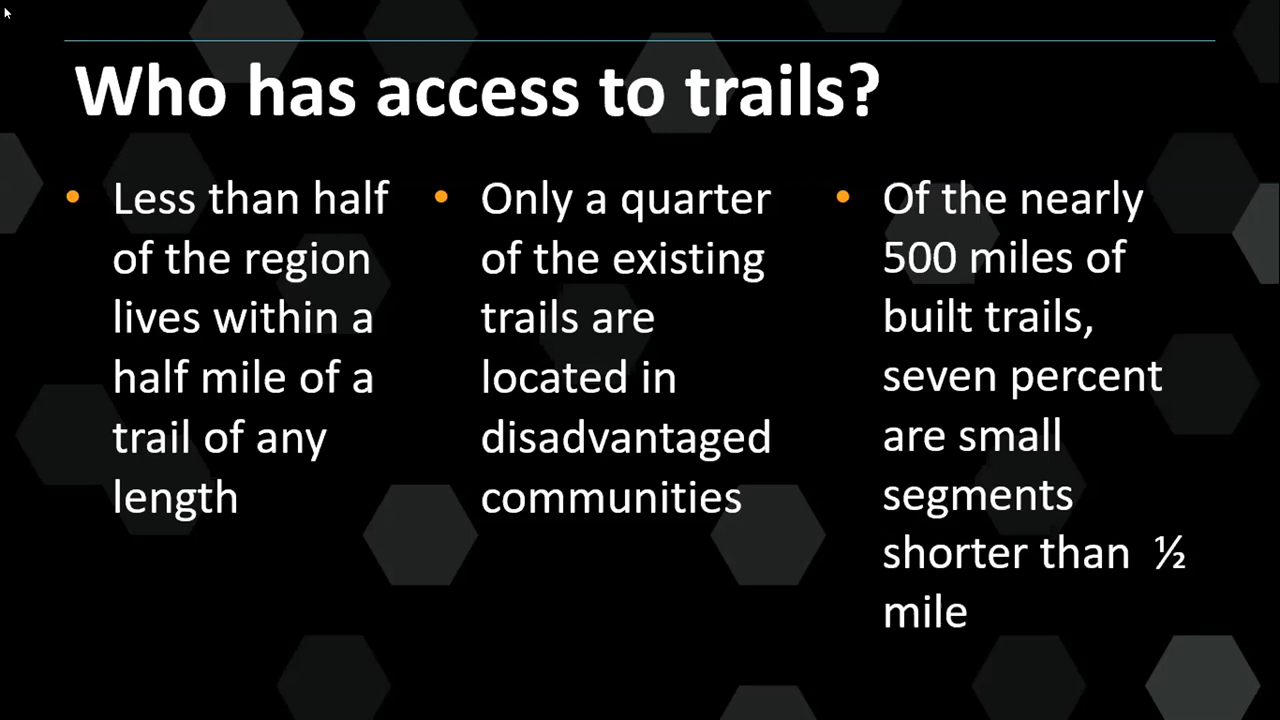 Who has access to trails?
• Less than half
of the region
lives within a
half mile of a
trail of any
length
• Only a quarter
of the existing
trails are
located in
disadvantaged
communities
• Of the nearly
500 miles of
built trails,
seven percent
are small
segments
shorter than ½
mile